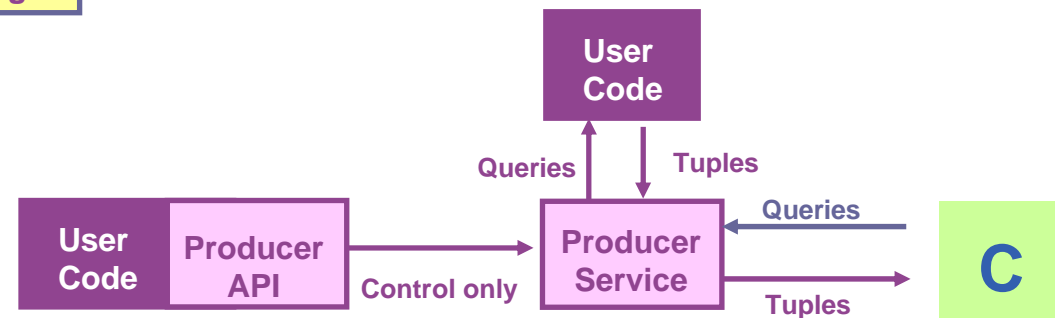 User
Code
Queries
Tuples
User
Code
Producer
API
Control only
Producer
Service
Queries
Tuples
C